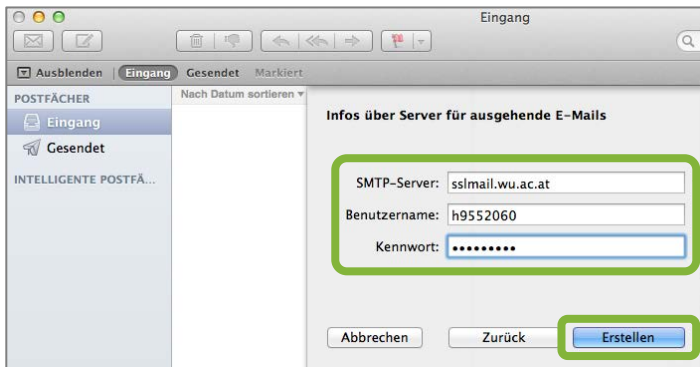 Eingang
Ausblenden Eingang Gesendet Markiert
POSTFÄCHER
Eingang
Gesendet
INTELLIGENTE POSTFÄ...
Nach Datum sortieren
Infos über Server für ausgehende E-Mails
SMTP-Server: sslmail.wu.ac.at
Benutzername: h9552060
Kennwort: •••••••••
Abbrechen Zurück Erstellen